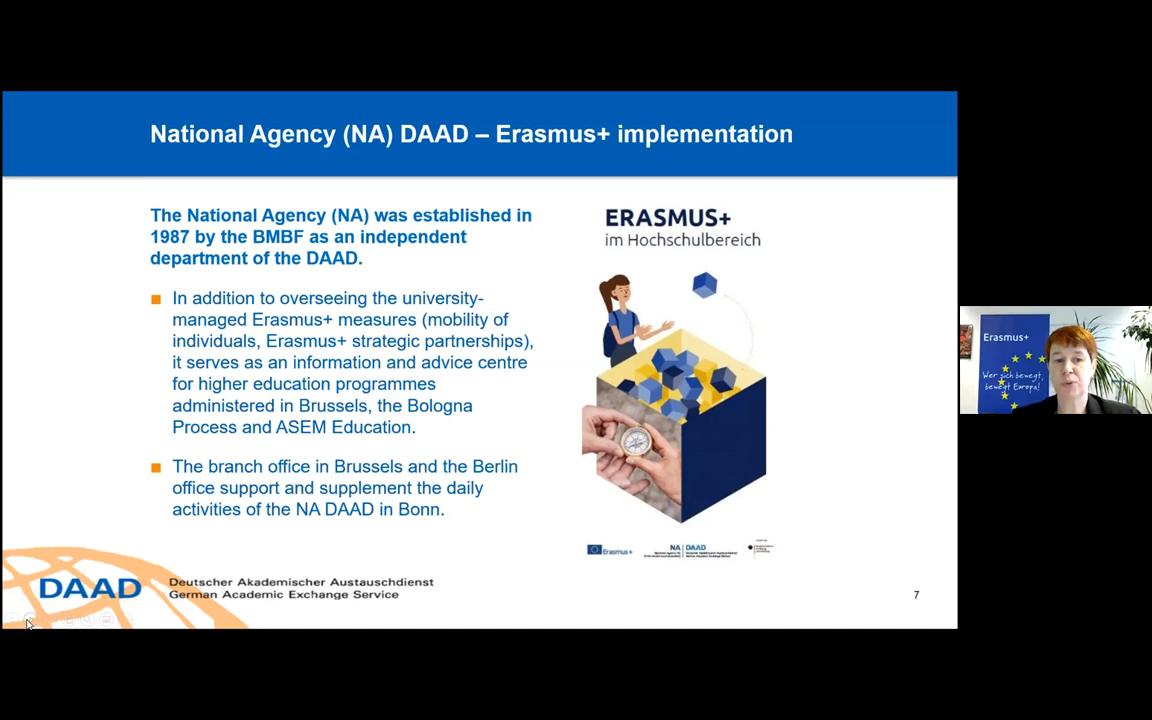 National Agency (NA) DAAD – Erasmus+ implementation
The National Agency (NA) was established in
1987 by the BMBF as an independent
department of the DAAD.
In addition to overseeing the university-
managed Erasmus+ measures (mobility of
individuals, Erasmus+ strategic partnerships),
it serves as an information and advice centre
for higher education programmes
administered in Brussels, the Bologna
Process and ASEM Education.
The branch office in Brussels and the Berlin
office support and supplement the daily
activities of the NA DAAD in Bonn.
ERASMUS+
im Hochschulbereich
Erasmus+
NA DAAD
DAAD
Deutscher Akademischer Austauschdienst
German Academic Exchange Service
7
Erasmus+
Wer sich bewegt,
bewegt Europa!